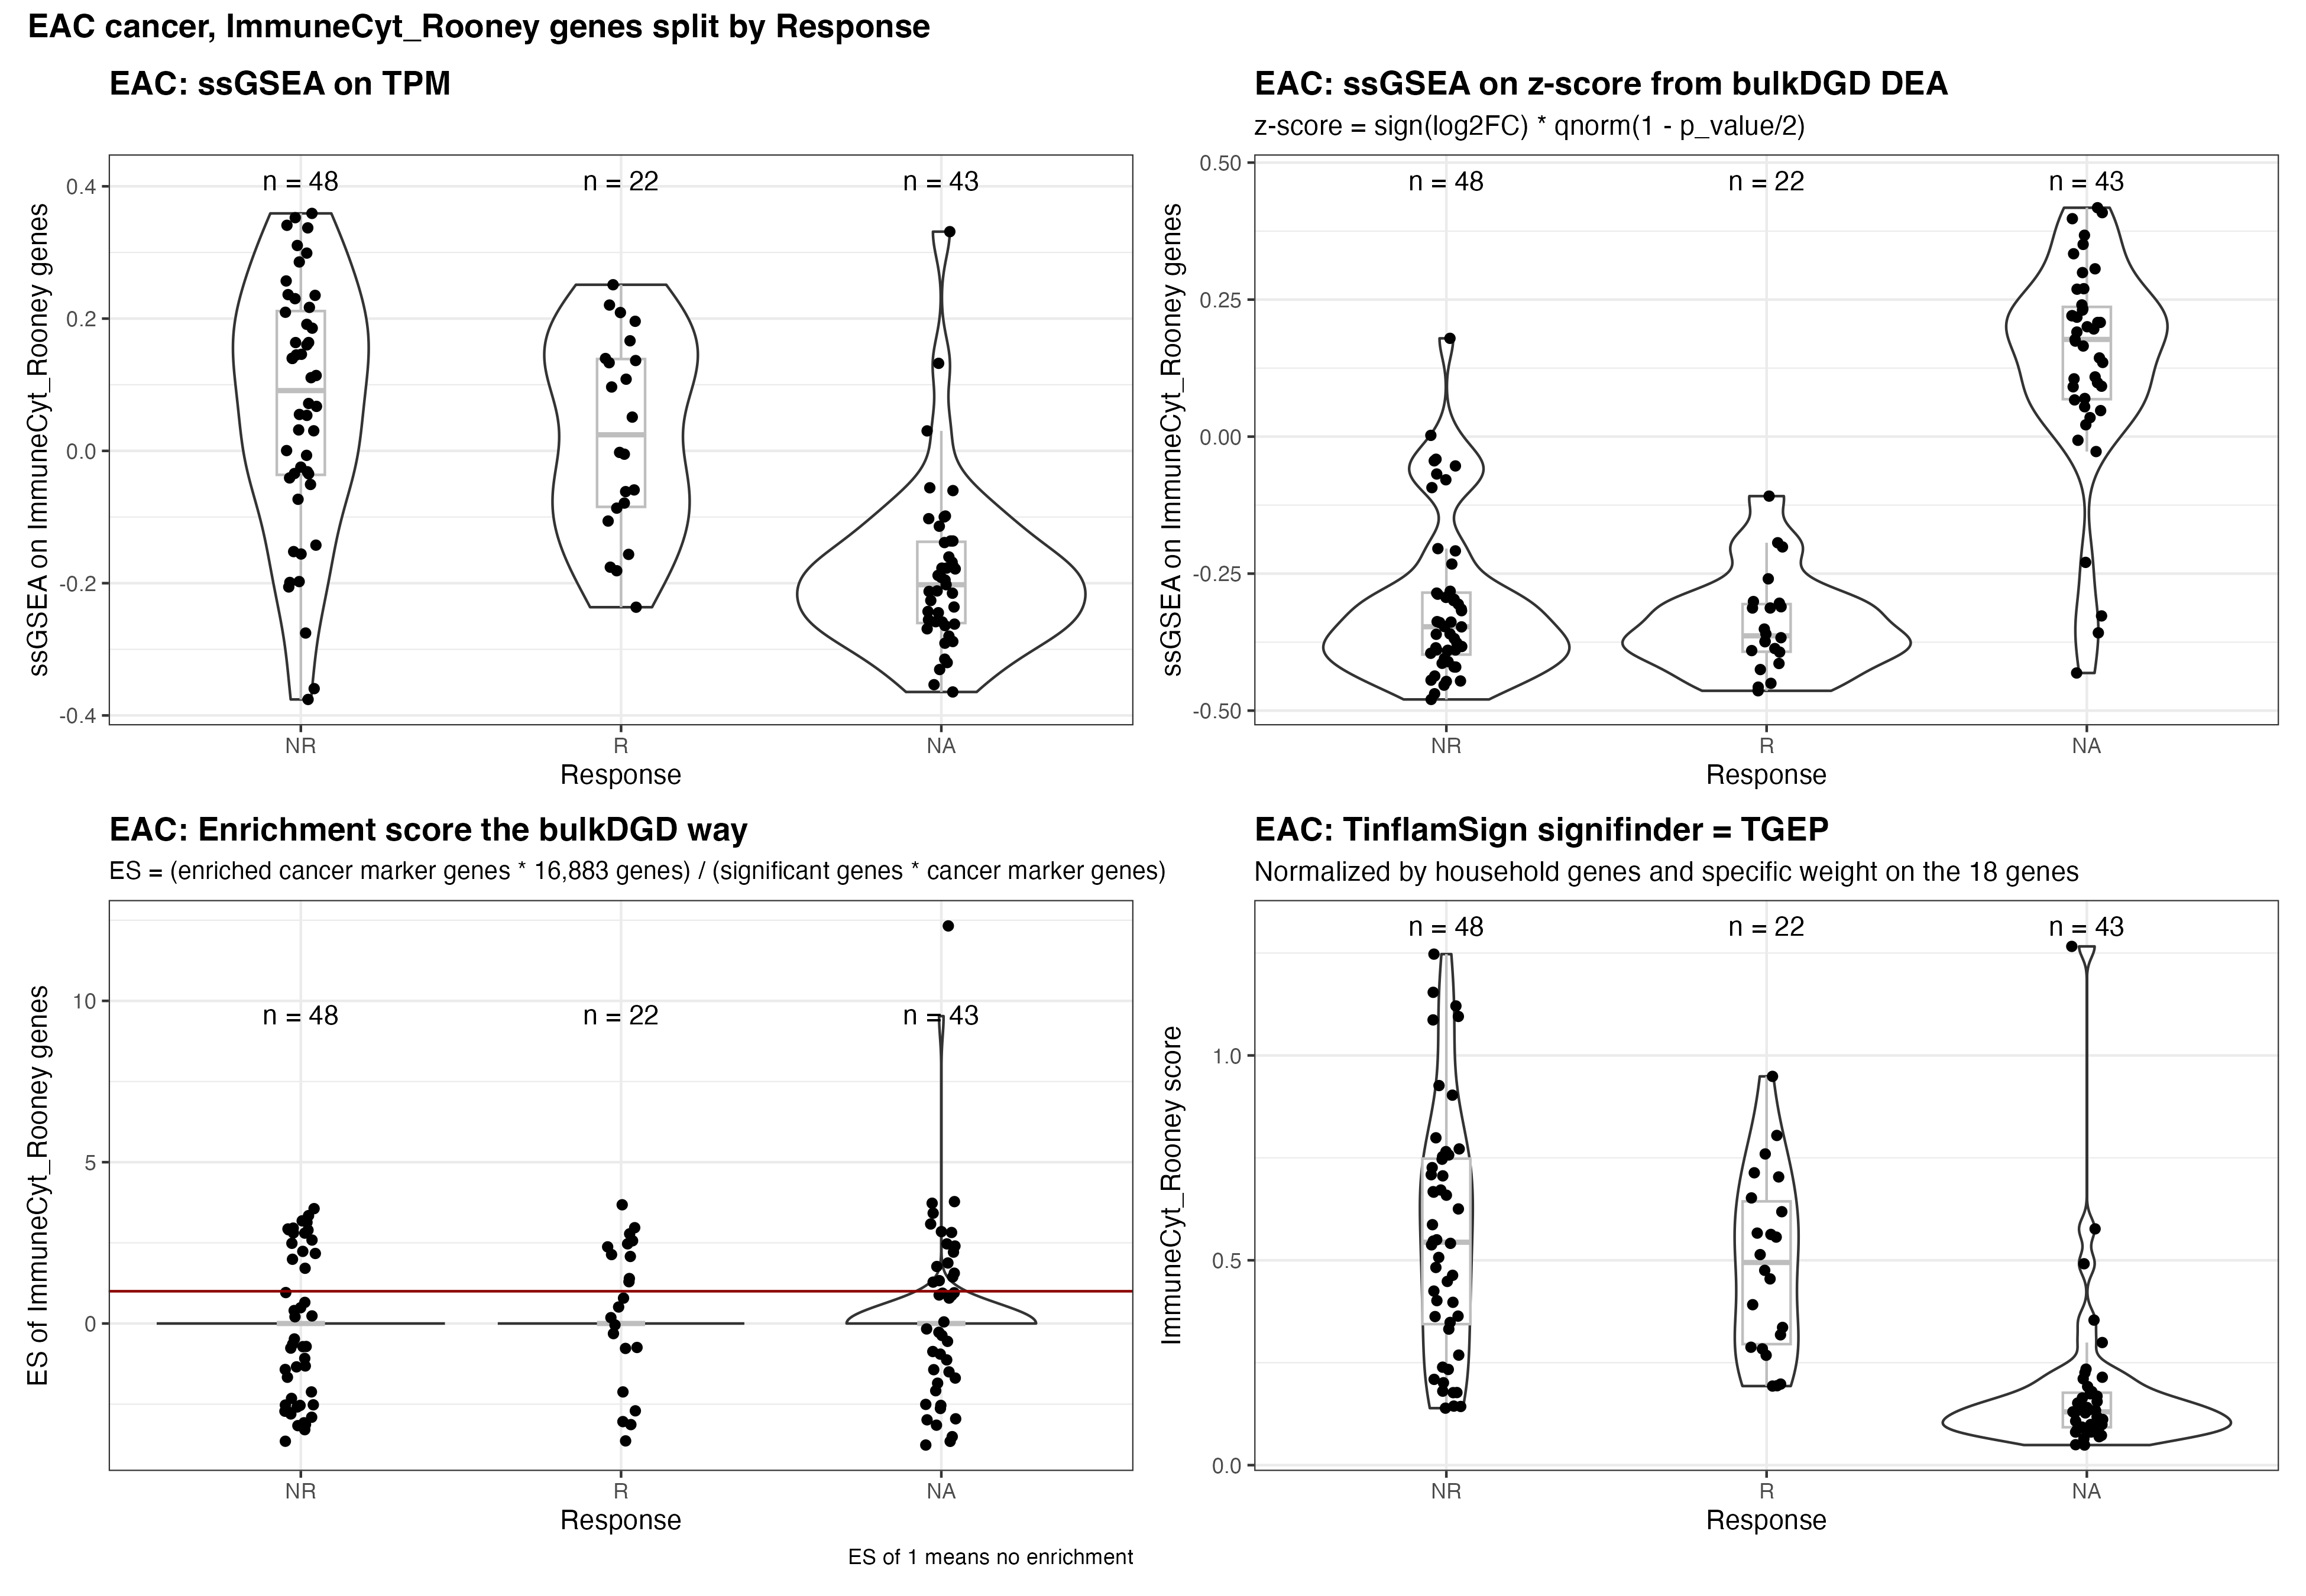 EAC cancer, ImmuneCyt_Rooney genes split by Response
EAC: ssGSEA on TPM
ssGSEA on ImmuneCyt_Rooney genes
0.4
0.2
0.0
-0.2
-0.4
n = 48
n = 22
n = 43
NR
R
NA
Response
EAC: ssGSEA on z-score from bulkDGD DEA
z-score = sign(log2FC) * qnorm(1 - p_value/2)
ssGSEA on ImmuneCyt_Rooney genes
0.50
0.25
0.00
-0.25
-0.50
n = 48
n = 22
n = 43
NR
R
NA
Response
EAC: Enrichment score the bulkDGD way
ES = (enriched cancer marker genes * 16,883 genes) / (significant genes * cancer marker genes)
ES of ImmuneCyt_Rooney genes
10
5
0
n = 48
n = 22
n = 43
NR
R
NA
Response
ES of 1 means no enrichment
EAC: TinflamSign signifinder = TGEP
Normalized by household genes and specific weight on the 18 genes
ImmuneCyt_Rooney score
1.0
0.5
0.0
n = 48
n = 22
n = 43
NR
R
NA
Response